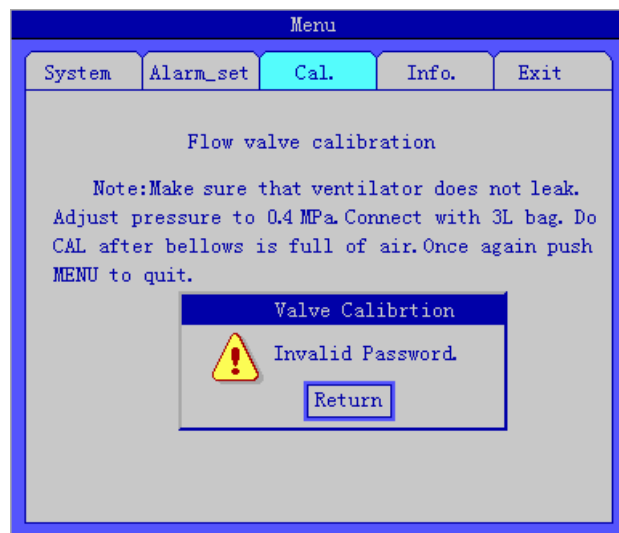 Menu
System Alarm_set Cal. Info. Exit
Flow valve calibration
Note:Make sure that ventilator does not leak.
Adjust pressure to 0.4 MPa.Connect with 3L bag. Do
CAL after bellows is full of air.Once again push
MENU to quit.
Valve Calibrtion
Invalid Password.
Return